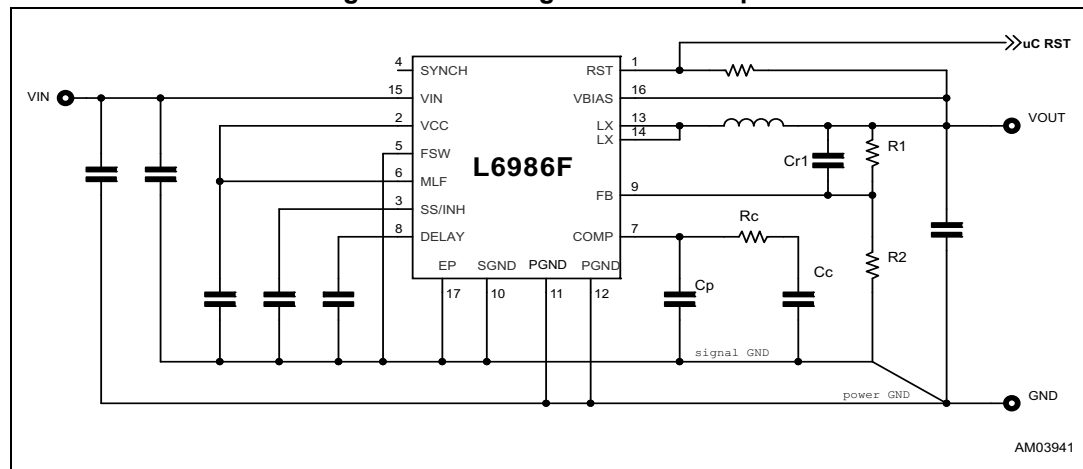 uC RST
4
SYNCH
RST
1
VIN
15
VIN
VBIAS
16
2
VCC
LX
13
VOUT
LX
14
5
FSW
R1
L6986F
Cr1
6
MLF
FB
9
3
SS/INH
Rc
8
DELAY
COMP
7
R2
EP
SGND
PGND
PGND
Cc
Cp
17
10
11
12
signal GND
power GND
GND
AM03941